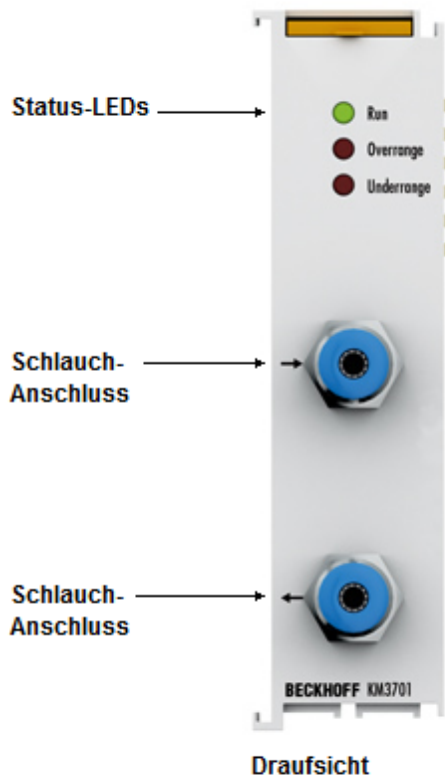 Status-LEDs
Run
Overrange
Underrange
Schlauch-
Anschluss
Schlauch-
Anschluss
BECKHOFF KM3701
Draufsicht